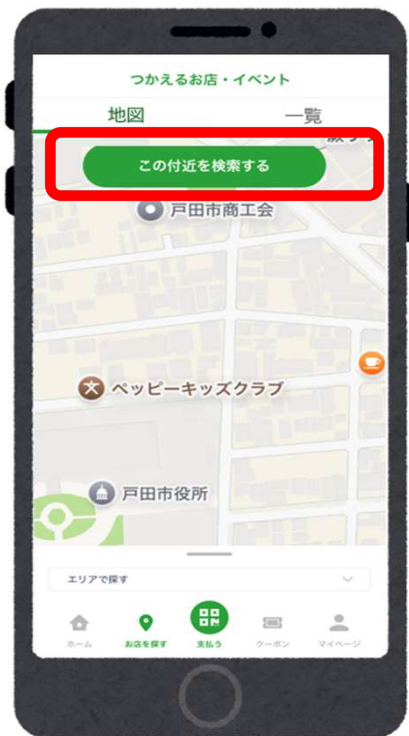 つかえるお店・イベント
地図
一覧
この付近を検索する
戸田市商工会
ペッピーキッズクラブ
戸田市役所
エリアで探す
ホーム
お店を探す
支払う
クーポン
マイページ